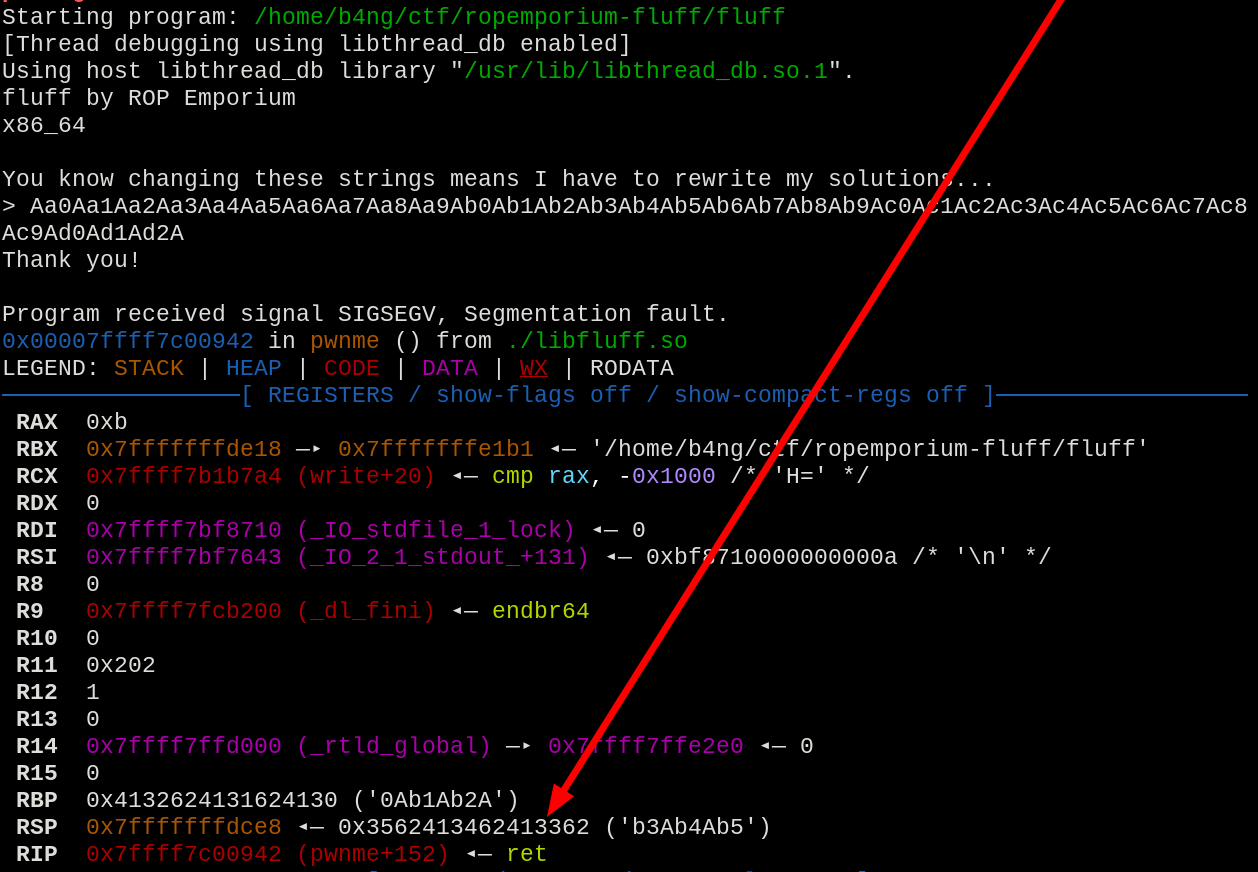 Starting program: /home/b4ng/ctf/ropemporium-fluff/fluff
[Thread debugging using libthread_db enabled]
Using host libthread_db library "/usr/lib/libthread_db.so.1".
fluff by ROP Emporium
x86_64
You know changing these strings means I have to rewrite my solutions...
> Aa0Aa1Aa2Aa3Aa4Aa5Aa6Aa7Aa8Aa9Ab0Ab1Ab2Ab3Ab4Ab5Ab6Ab7Ab8Ab9Ac0Ac1Ac2Ac3Ac4Ac5Ac6Ac7Ac8
Ac9Ad0Ad1Ad2A
Thank you!
Program received signal SIGSEGV, Segmentation fault.
0x00007ffff7c00942 in pwnme () from ./libfluff.so
LEGEND: STACK | HEAP | CODE | DATA | WX | RODATA
[ REGISTERS / show-flags off / show-compact-regs off ]
RAX 0xb
RBX 0x7fffffffde18 —▸ 0x7fffffffe1b1 ◂— '/home/b4ng/ctf/ropemporium-fluff/fluff'
RCX 0x7ffff7b1b7a4 (write+20) ◂— cmp rax, -0x1000 /* 'H=' */
RDX 0
RDI 0x7ffff7bf8710 (_IO_stdfile_1_lock) ◂— 0
RSI 0x7ffff7bf7643 (_IO_2_1_stdout_+131) ◂— 0xbf8710000000000a /* '\n' */
R8 0
R9 0x7ffff7fcb200 (_dl_fini) ◂— endbr64
R10 0
R11 0x202
R12 1
R13 0
R14 0x7ffff7ffd000 (_rtld_global) —▸ 0x7ffff7ffe2e0 ◂— 0
R15 0
RBP 0x4132624131624130 ('0Ab1Ab2A')
RSP 0x7fffffffdce8 ◂— 0x3562413462413362 ('b3Ab4Ab5')
RIP 0x7ffff7c00942 (pwnme+152) ◂— ret